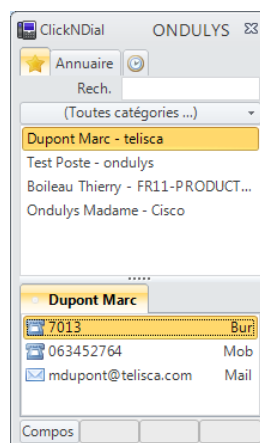 ClickNDial ONDULYS
Annuaire
Rech.
(Toutes catégories ...)
Dupont Marc - telisca
Test Poste - ondulys
Boileau Thierry - FR11-PRODUCT...
Ondulys Madame - Cisco
Dupont Marc
7013 Bur
063452764 Mob
mdupont@telisca.com Mail
Compos